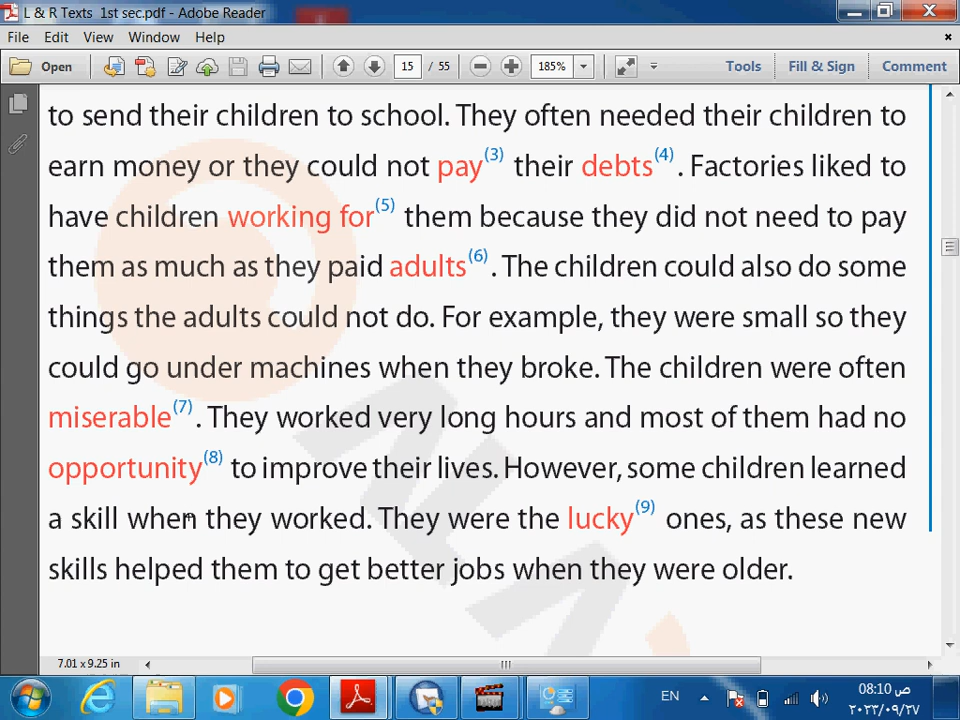 L & R Texts 1st sec.pdf - Adobe Reader
File Edit View Window Help
Open 15 / 55 185% Tools Fill & Sign Comment
to send their children to school. They often needed their children to
earn money or they could not pay(3) their debts(4). Factories liked to
have children working for(5) them because they did not need to pay
them as much as they paid adults(6). The children could also do some
things the adults could not do. For example, they were small so they
could go under machines when they broke. The children were often
miserable(7). They worked very long hours and most of them had no
opportunity(8) to improve their lives. However, some children learned
a skill when they worked. They were the lucky(9) ones, as these new
skills helped them to get better jobs when they were older.
7.01 x 9.25 in
EN
08:10 ص
٢٠٢٣/٠٩/٢٧